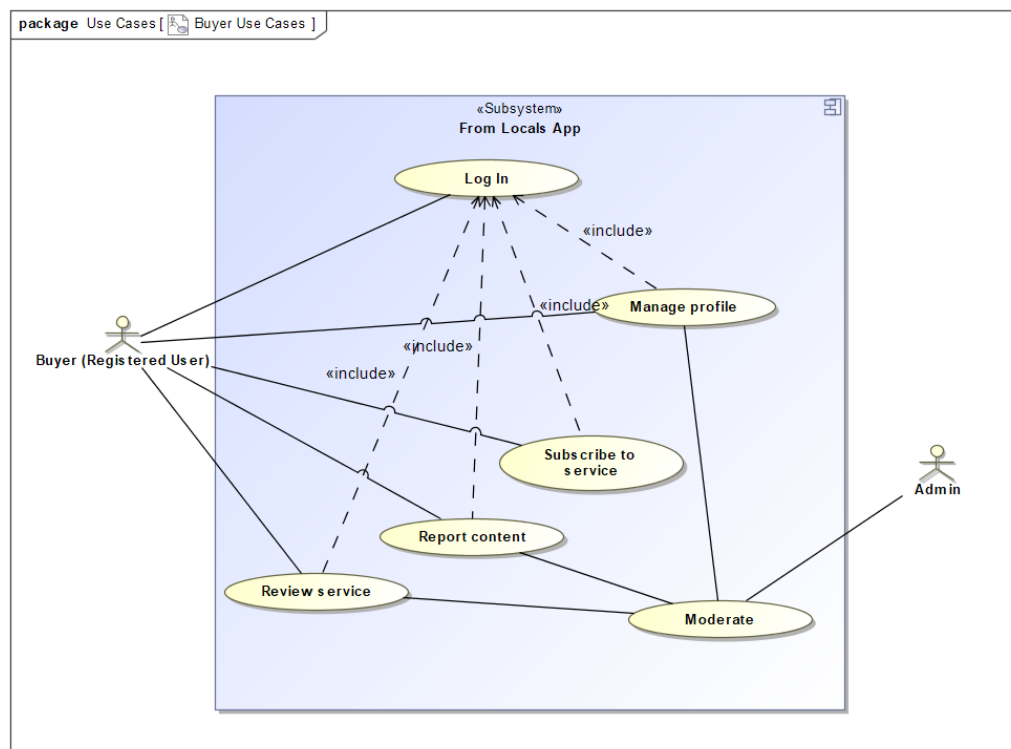 package Use Cases [ Buyer Use Cases ]
«Subsystem»
From Locals App
Log In
«include»
Manage profile
«include»
«include»
«include»
Buyer (Registered User)
Subscribe to
service
Admin
Report content
Review service
Moderate